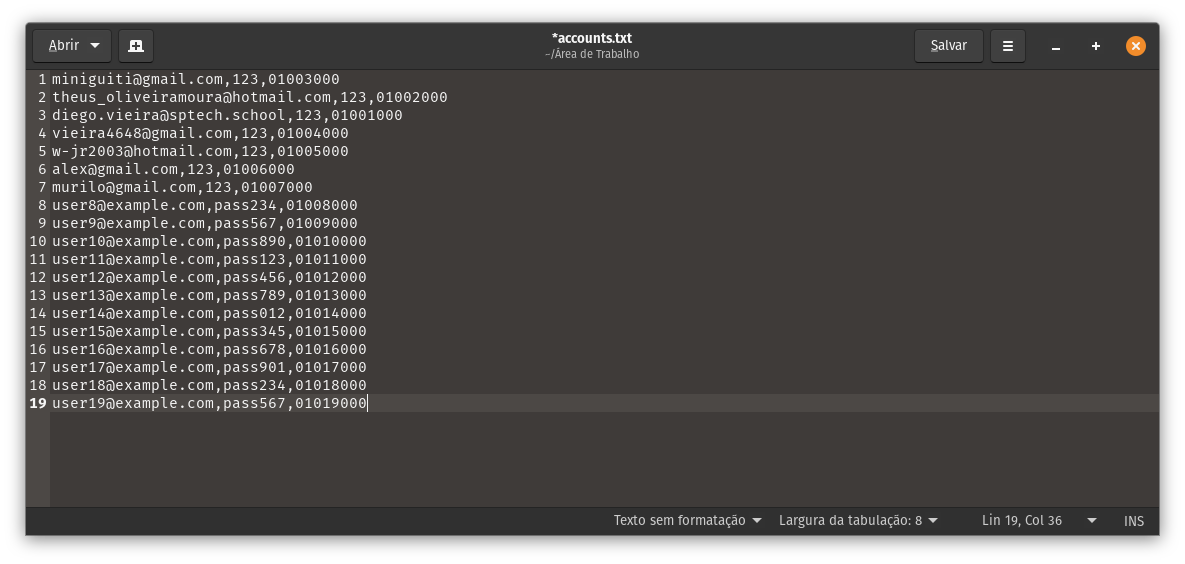 Abrir
*accounts.txt
~/Área de Trabalho
Salvar
1 miniguiti@gmail.com,123,01003000
2 theus_oliveiramoura@hotmail.com,123,01002000
3 diego.vieira@sptech.school,123,01001000
4 vieira4648@gmail.com,123,01004000
5 w-jr2003@hotmail.com,123,01005000
6 alex@gmail.com,123,01006000
7 murilo@gmail.com,123,01007000
8 user8@example.com,pass234,01008000
9 user9@example.com,pass567,01009000
10 user10@example.com,pass890,01010000
11 user11@example.com,pass123,01011000
12 user12@example.com,pass456,01012000
13 user13@example.com,pass789,01013000
14 user14@example.com,pass012,01014000
15 user15@example.com,pass345,01015000
16 user16@example.com,pass678,01016000
17 user17@example.com,pass901,01017000
18 user18@example.com,pass234,01018000
19 user19@example.com,pass567,01019000
Texto sem formatação Largura da tabulação: 8 Lin 19, Col 36 INS